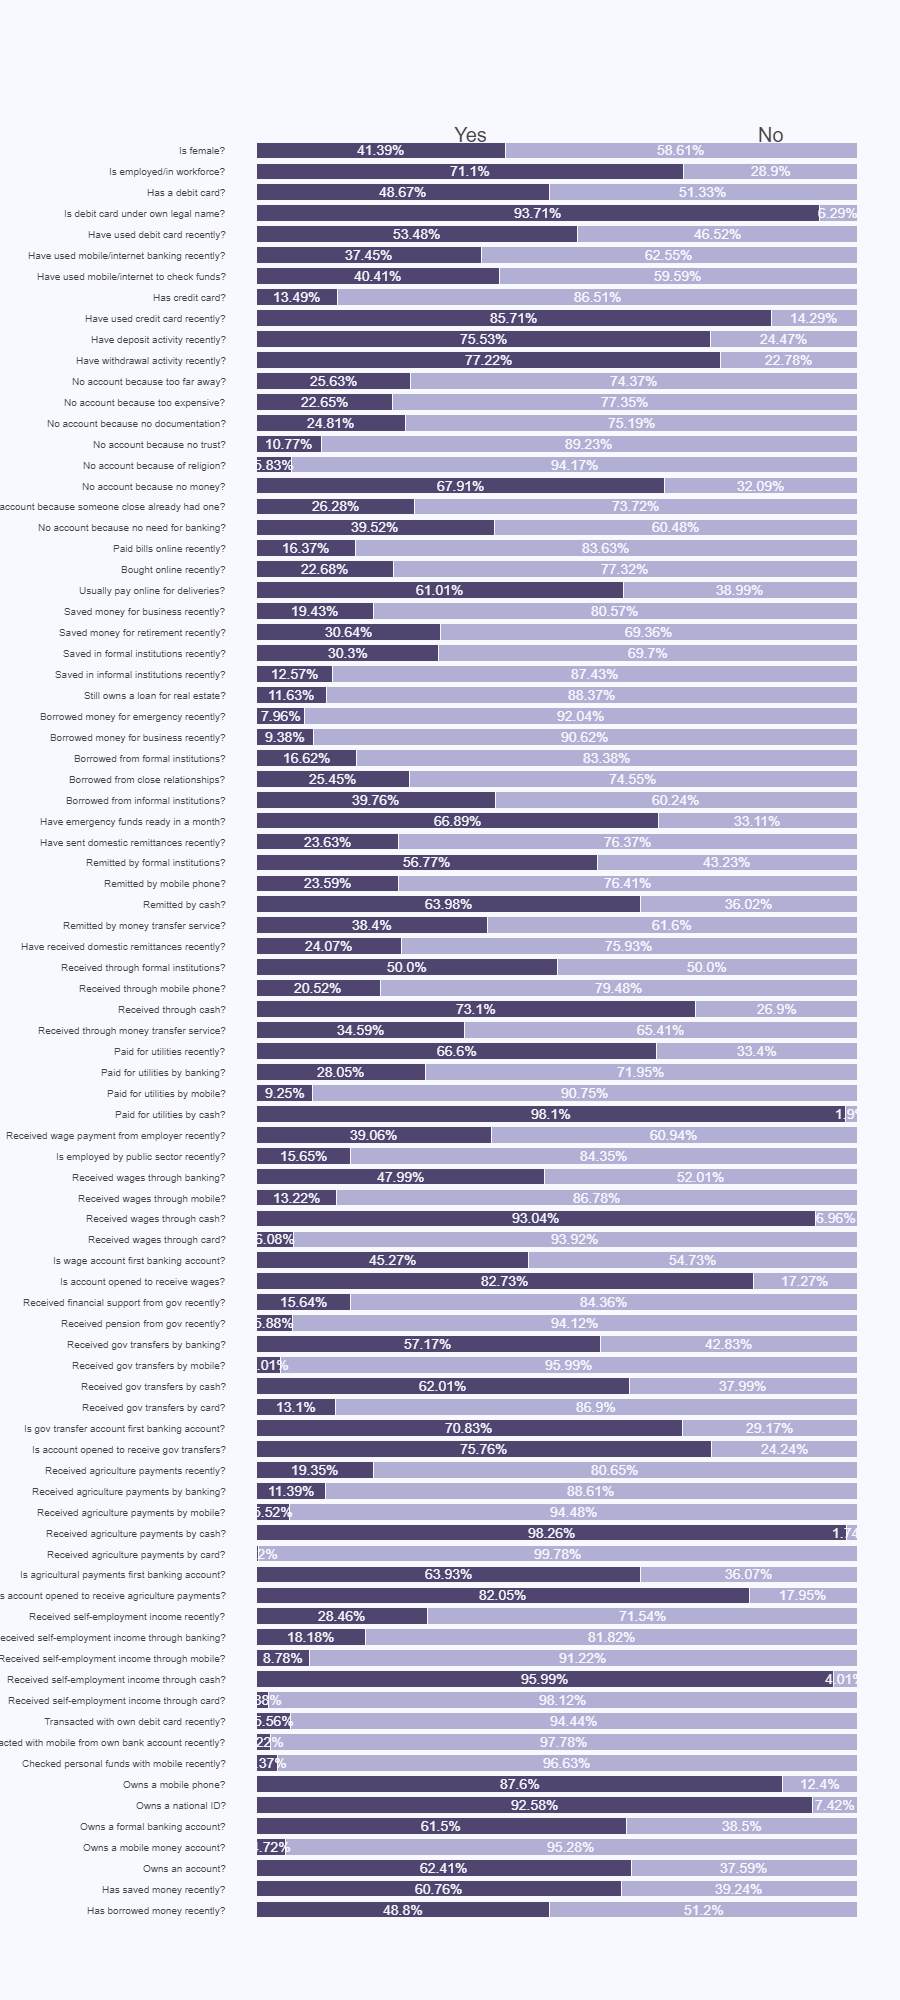 Yes No
Is female? 41.39% 58.61%
Is employed/in workforce? 71.1% 28.9%
Has a debit card? 48.67% 51.33%
Is debit card under own legal name? 93.71% 6.29%
Have used debit card recently? 53.48% 46.52%
Have used mobile/internet banking recently? 37.45% 62.55%
Have used mobile/internet to check funds? 40.41% 59.59%
Has credit card? 13.49% 86.51%
Have used credit card recently? 85.71% 14.29%
Have deposit activity recently? 75.53% 24.47%
Have withdrawal activity recently? 77.22% 22.78%
No account because too far away? 25.63% 74.37%
No account because too expensive? 22.65% 77.35%
No account because no documentation? 24.81% 75.19%
No account because no trust? 10.77% 89.23%
No account because of religion? 5.83% 94.17%
No account because no money? 67.91% 32.09%
account because someone close already had one? 26.28% 73.72%
No account because no need for banking? 39.52% 60.48%
Paid bills online recently? 16.37% 83.63%
Bought online recently? 22.68% 77.32%
Usually pay online for deliveries? 61.01% 38.99%
Saved money for business recently? 19.43% 80.57%
Saved money for retirement recently? 30.64% 69.36%
Saved in formal institutions recently? 30.3% 69.7%
Saved in informal institutions recently? 12.57% 87.43%
Still owns a loan for real estate? 11.63% 88.37%
Borrowed money for emergency recently? 7.96% 92.04%
Borrowed money for business recently? 9.38% 90.62%
Borrowed from formal institutions? 16.62% 83.38%
Borrowed from close relationships? 25.45% 74.55%
Borrowed from informal institutions? 39.76% 60.24%
Have emergency funds ready in a month? 66.89% 33.11%
Have sent domestic remittances recently? 23.63% 76.37%
Remitted by formal institutions? 56.77% 43.23%
Remitted by mobile phone? 23.59% 76.41%
Remitted by cash? 63.98% 36.02%
Remitted by money transfer service? 38.4% 61.6%
Have received domestic remittances recently? 24.07% 75.93%
Received through formal institutions? 50.0% 50.0%
Received through mobile phone? 20.52% 79.48%
Received through cash? 73.1% 26.9%
Received through money transfer service? 34.59% 65.41%
Paid for utilities recently? 66.6% 33.4%
Paid for utilities by banking? 28.05% 71.95%
Paid for utilities by mobile? 9.25% 90.75%
Paid for utilities by cash? 98.1% 1.9%
Received wage payment from employer recently? 39.06% 60.94%
Is employed by public sector recently? 15.65% 84.35%
Received wages through banking? 47.99% 52.01%
Received wages through mobile? 13.22% 86.78%
Received wages through cash? 93.04% 6.96%
Received wages through card? 6.08% 93.92%
Is wage account first banking account? 45.27% 54.73%
Is account opened to receive wages? 82.73% 17.27%
Received financial support from gov recently? 15.64% 84.36%
Received pension from gov recently? 5.88% 94.12%
Received gov transfers by banking? 57.17% 42.83%
Received gov transfers by mobile? .01% 95.99%
Received gov transfers by cash? 62.01% 37.99%
Received gov transfers by card? 13.1% 86.9%
Is gov transfer account first banking account? 70.83% 29.17%
Is account opened to receive gov transfers? 75.76% 24.24%
Received agriculture payments recently? 19.35% 80.65%
Received agriculture payments by banking? 11.39% 88.61%
Received agriculture payments by mobile? 5.52% 94.48%
Received agriculture payments by cash? 98.26% 1.74
Received agriculture payments by card? 2% 99.78%
Is agricultural payments first banking account? 63.93% 36.07%
s account opened to receive agriculture payments? 82.05% 17.95%
Received self-employment income recently? 28.46% 71.54%
eceived self-employment income through banking? 18.18% 81.82%
Received self-employment income through mobile? 8.78% 91.22%
Received self-employment income through cash? 95.99% 4.01%
Received self-employment income through card? 88% 98.12%
Transacted with own debit card recently? 5.56% 94.44%
acted with mobile from own bank account recently? 22% 97.78%
Checked personal funds with mobile recently? .37% 96.63%
Owns a mobile phone? 87.6% 12.4%
Owns a national ID? 92.58% 7.42%
Owns a formal banking account? 61.5% 38.5%
Owns a mobile money account? .72% 95.28%
Owns an account? 62.41% 37.59%
Has saved money recently? 60.76% 39.24%
Has borrowed money recently? 48.8% 51.2%